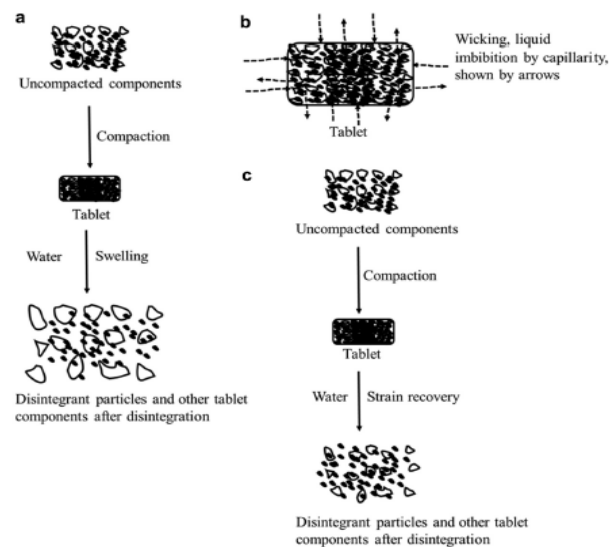 a
Uncompacted components
Compaction
Tablet
Water Swelling
Disintegrant particles and other tablet
components after disintegration
b
Wicking, liquid
imbibition by capillarity,
shown by arrows
Tablet
c
Uncompacted components
Compaction
Tablet
Water Strain recovery
Disintegrant particles and other tablet
components after disintegration